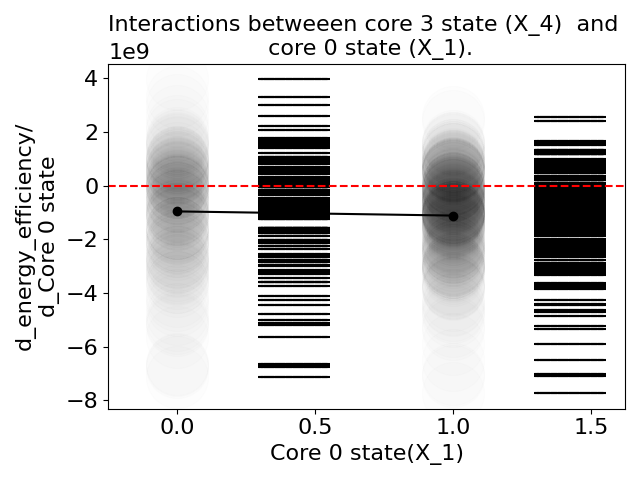 Interactions betweeen core 3 state (X_4)  and
core 0 state (X_1).
1e9
4
2
0
−2
−4
−6
−8
d_energy_efficiency/
d_Core 0 state
0.0
0.5
1.0
1.5
Core 0 state(X_1)